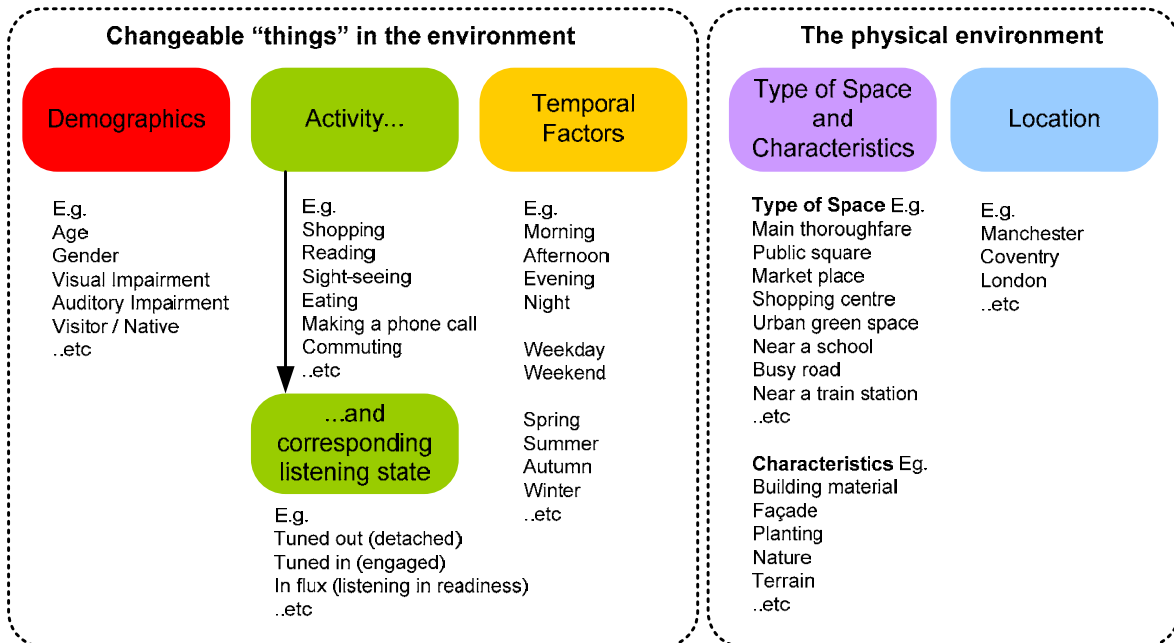 Changeable “things” in the environment
Demographics
E.g.
Age
Gender
Visual Impairment
Auditory Impairment
Visitor / Native
..etc
Activity...
E.g.
Shopping
Reading
Sight-seeing
Eating
Making a phone call
Commuting
..etc
...and
corresponding
listening state
E.g.
Tuned out (detached)
Tuned in (engaged)
In flux (listening in readiness)
..etc
Temporal
Factors
E.g.
Morning
Afternoon
Evening
Night
Weekday
Weekend
Spring
Summer
Autumn
Winter
..etc
The physical environment
Type of Space
and
Characteristics
Type of Space E.g.
Main thoroughfare
Public square
Market place
Shopping centre
Urban green space
Near a school
Busy road
Near a train station
..etc
Characteristics Eg.
Building material
Façade
Planting
Nature
Terrain
..etc
Location
E.g.
Manchester
Coventry
London
..etc